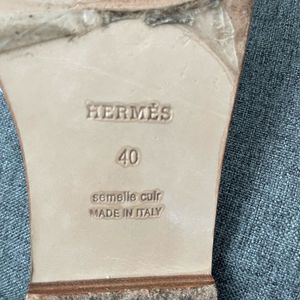 HERMÈS
40
semelle cuir
MADE IN ITALY